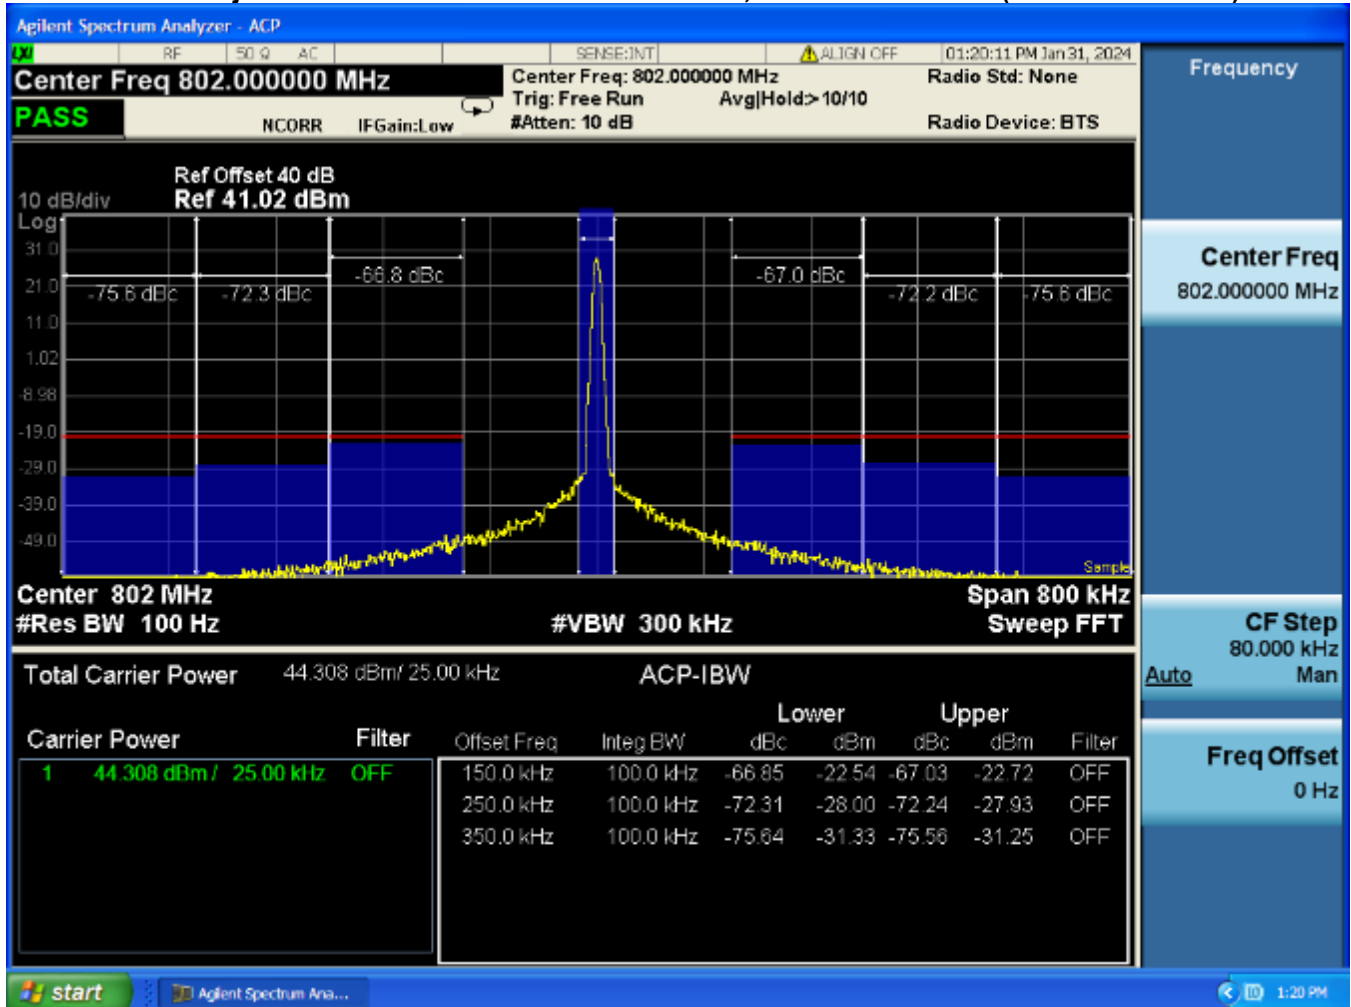 Agilent Spectrum Analyzer - ACP
LXI RF 50 Ω AC SENSE:INT ALIGN OFF 01:20:11 PM Jan 31, 2024
Center Freq 802.000000 MHz
Center Freq: 802.000000 MHz Radio Std: None
Trig: Free Run Avg|Hold:>10/10
PASS NCORR IFGain:Low #Atten: 10 dB Radio Device: BTS
Ref Offset 40 dB
10 dB/div Ref 41.02 dBm
Log
31.0
21.0
11.0
1.02
-8.98
-19.0
-29.0
-39.0
-49.0
-75.6 dBc -72.3 dBc -66.8 dBc -67.0 dBc -72.2 dBc -75.6 dBc
Sample
Center 802 MHz Span 800 kHz
#Res BW 100 Hz #VBW 300 kHz Sweep FFT
Total Carrier Power 44.308 dBm/ 25.00 kHz ACP-IBW
Lower Upper
Carrier Power Filter Offset Freq Integ BW dBc dBm dBc dBm Filter
1 44.308 dBm / 25.00 kHz OFF 150.0 kHz 100.0 kHz -66.85 -22.54 -67.03 -22.72 OFF
250.0 kHz 100.0 kHz -72.31 -28.00 -72.24 -27.93 OFF
350.0 kHz 100.0 kHz -75.64 -31.33 -75.56 -31.25 OFF
Frequency
Center Freq
802.000000 MHz
CF Step
80.000 kHz
Auto Man
Freq Offset
0 Hz
start Agilent Spectrum Ana... 1:20 PM